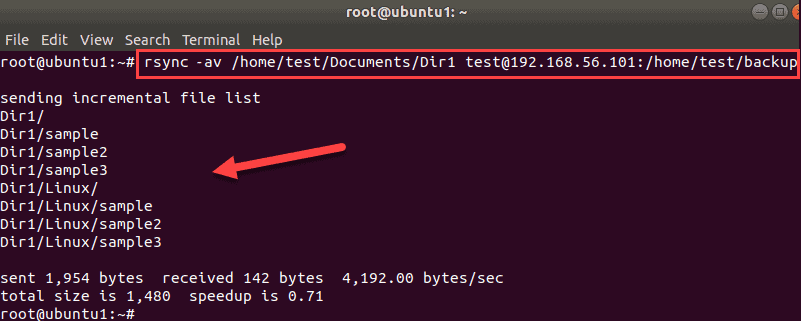 root@ubuntu1: ~
File Edit View Search Terminal Help
root@ubuntu1:~# rsync -av /home/test/Documents/Dir1 test@192.168.56.101:/home/test/backup
sending incremental file list
Dir1/
Dir1/sample
Dir1/sample2
Dir1/sample3
Dir1/Linux/
Dir1/Linux/sample
Dir1/Linux/sample2
Dir1/Linux/sample3
sent 1,954 bytes  received 142 bytes  4,192.00 bytes/sec
total size is 1,480  speedup is 0.71
root@ubuntu1:~#